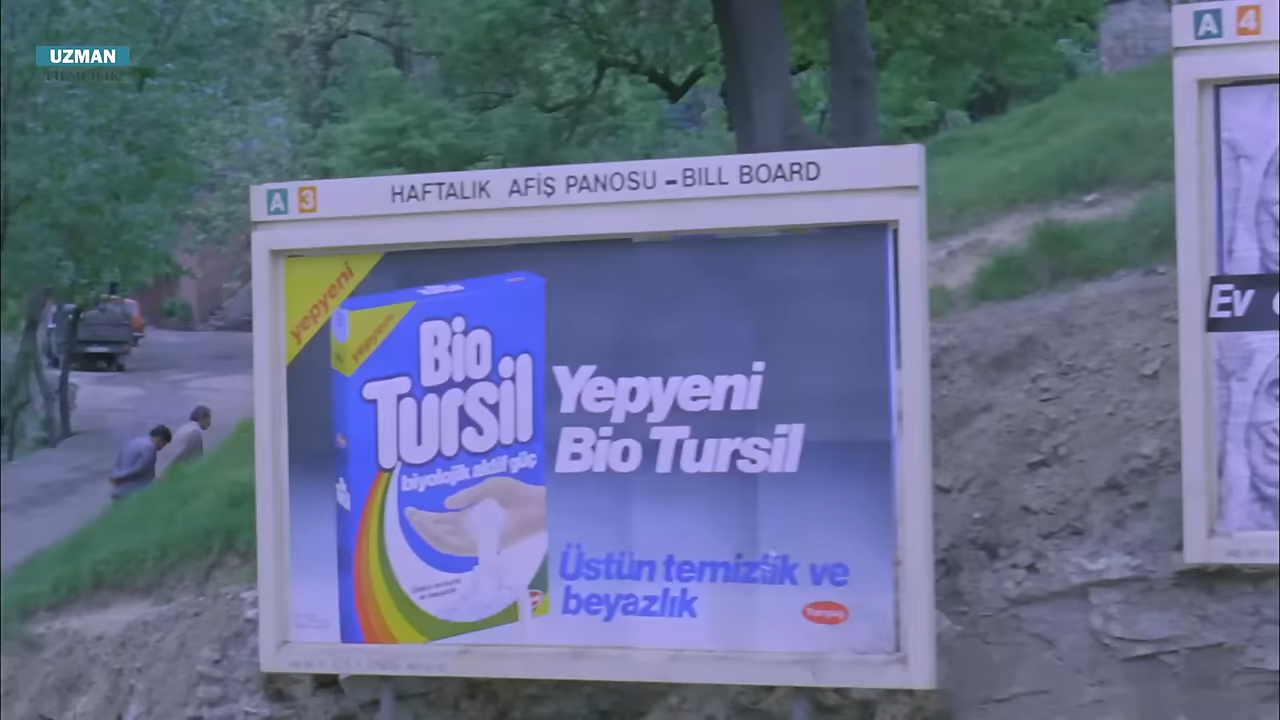 UZMAN
A 4
A 3
HAFTALIK AFİŞ PANOSU - BILL BOARD
yepyeni
yepyeni
Bio
Tursil
biyolojik aktif güç
Yepyeni
Bio Tursil
Üstün temizlik ve
beyazlık
Ev